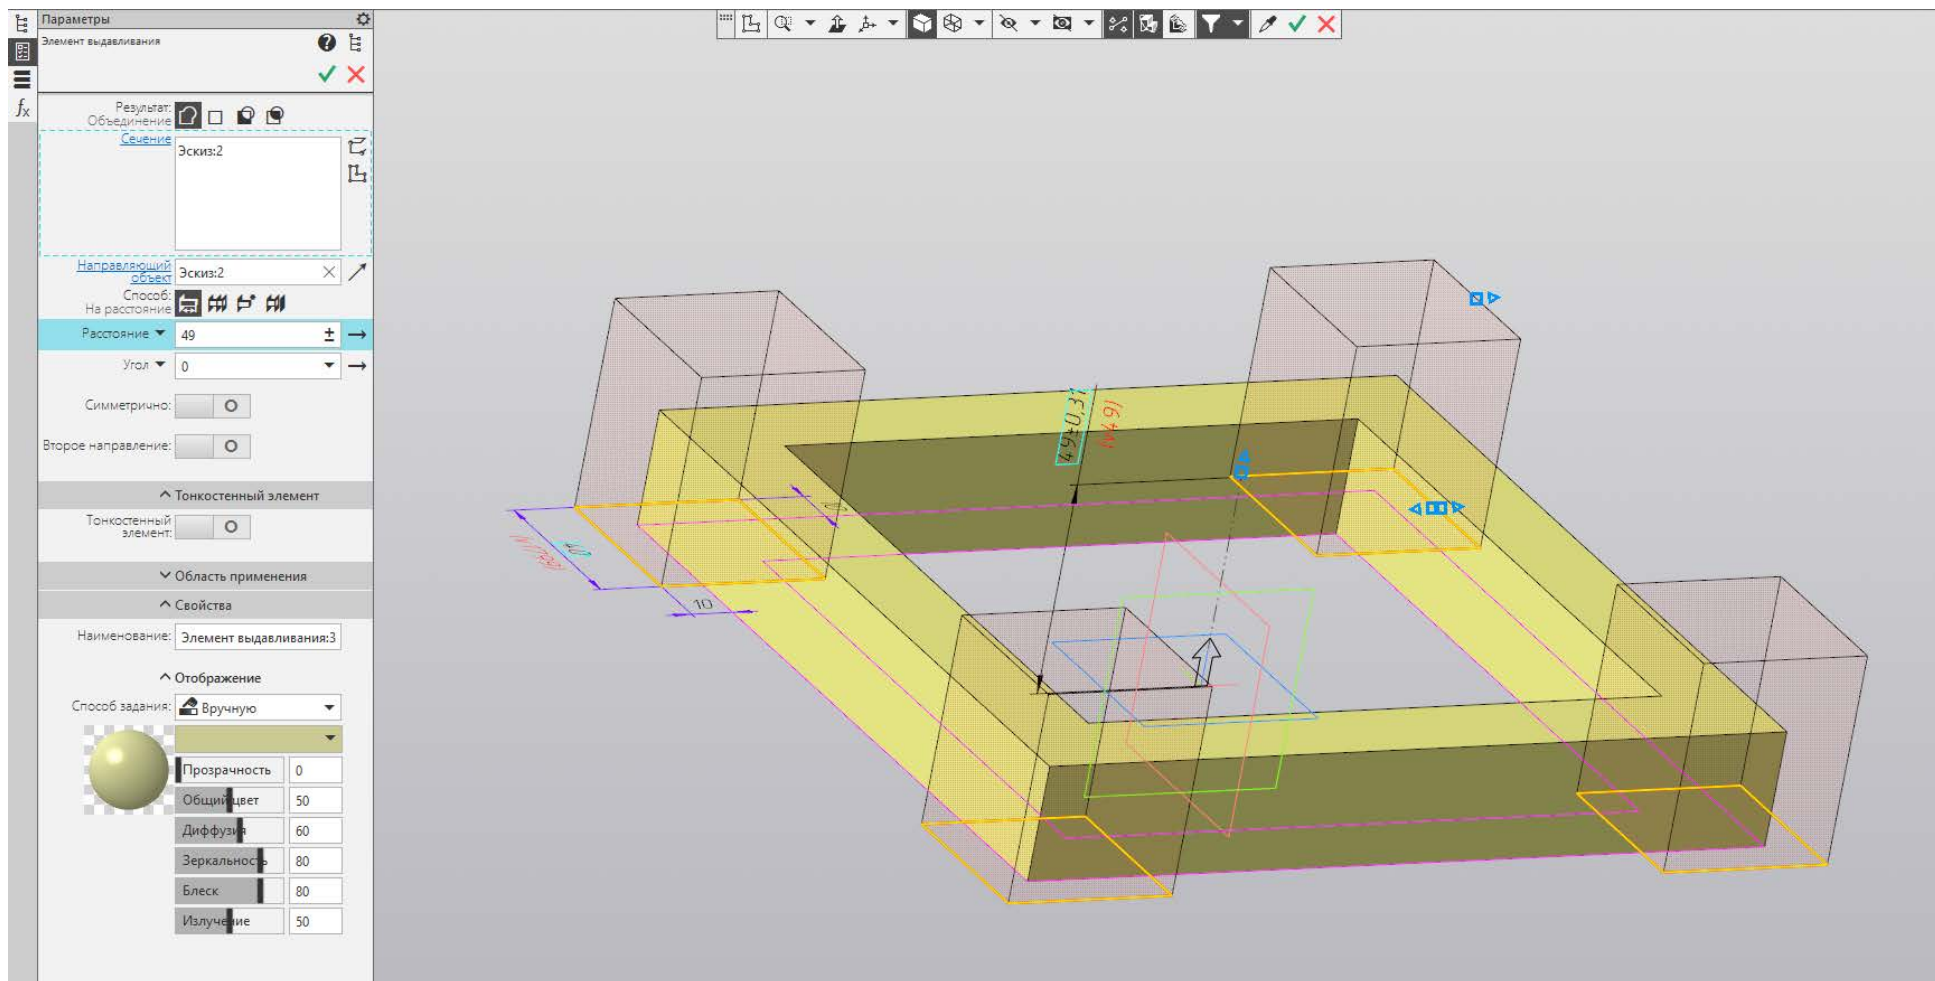 Параметры
Элемент выдавливания
Результат:
Объединение
Сечение
Эскиз:2
Направляющий
объект
Эскиз:2
Способ:
На расстояние
Расстояние
49
Угол
0
Симметрично:
Второе направление:
Тонкостенный элемент
Тонкостенный
элемент:
Область применения
Свойства
Наименование:
Элемент выдавливания:3
Отображение
Способ задания:
Вручную
Прозрачность
0
Общий цвет
50
Диффузия
60
Зеркальность
80
Блеск
80
Излучение
50
49±0,31
(v49)
40
10